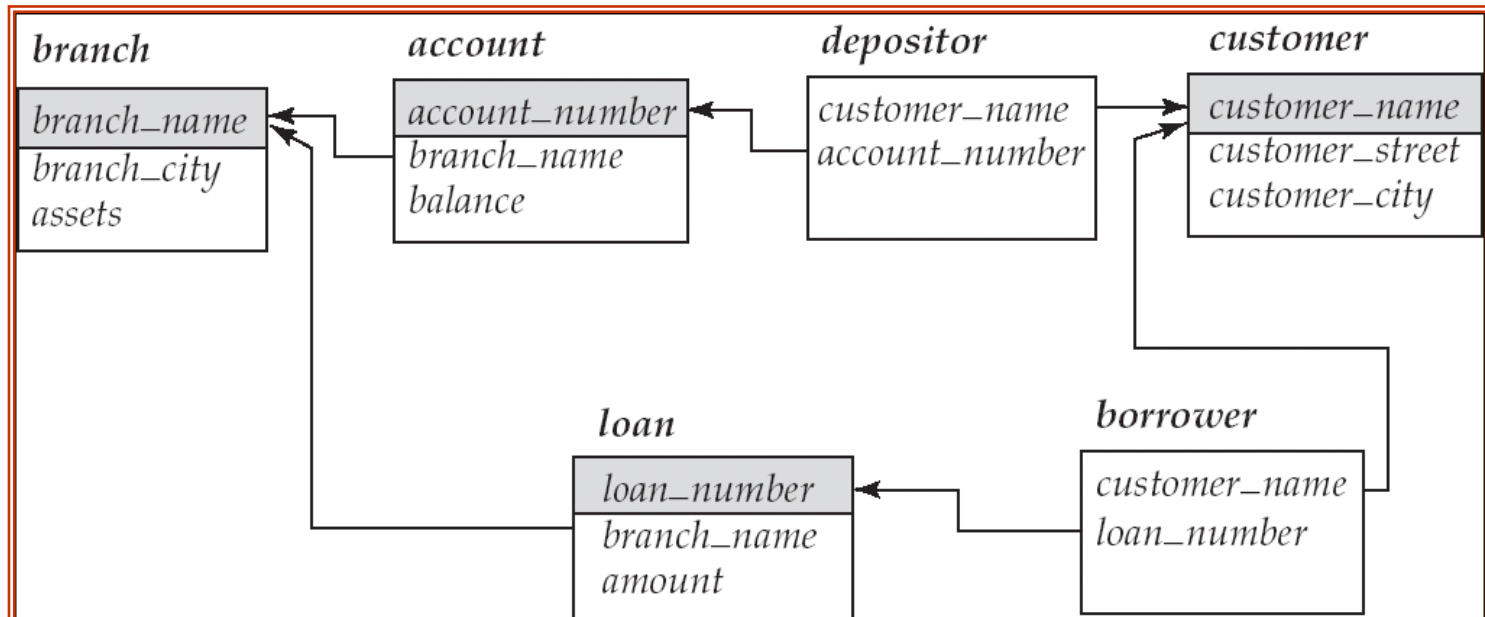 branch
branch_name
branch_city
assets
account
account_number
branch_name
balance
depositor
customer_name
account_number
customer
customer_name
customer_street
customer_city
loan
loan_number
branch_name
amount
borrower
customer_name
loan_number